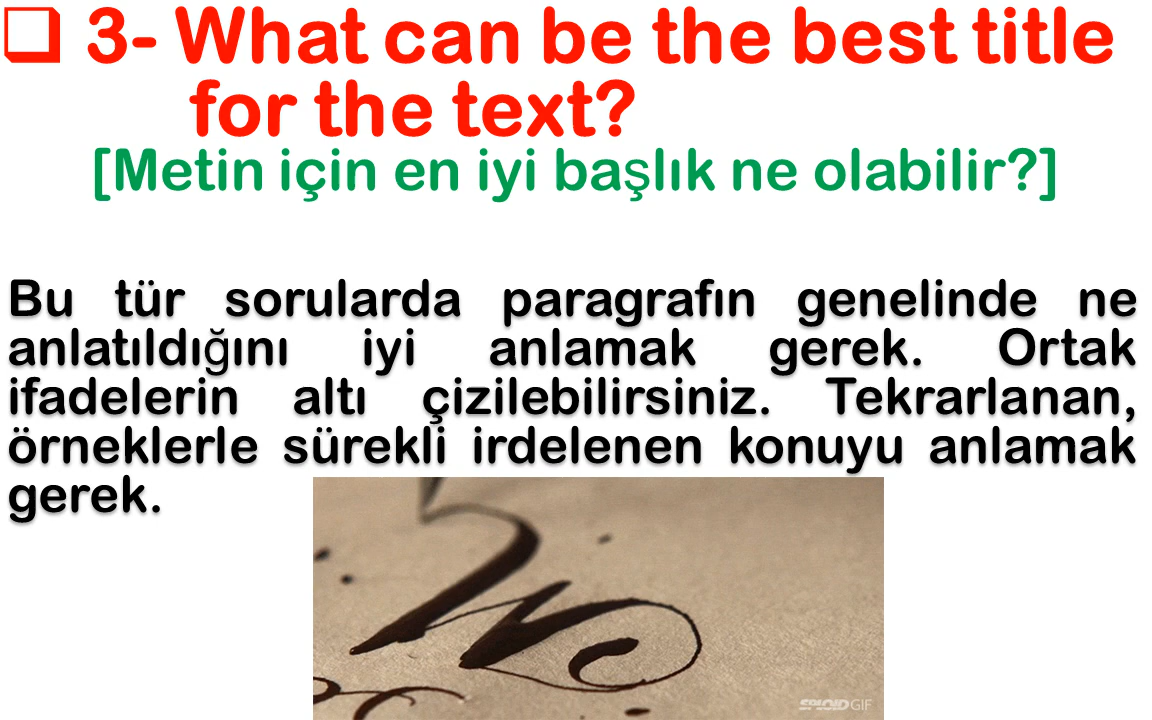 ❑ 3- What can be the best title
for the text?
[Metin için en iyi başlık ne olabilir?]
Bu tür sorularda paragrafın genelinde ne
anlatıldığını iyi anlamak gerek. Ortak
ifadelerin altı çizilebilirsiniz. Tekrarlanan,
örneklerle sürekli irdelenen konuyu anlamak
gerek.
SPLOID GIF